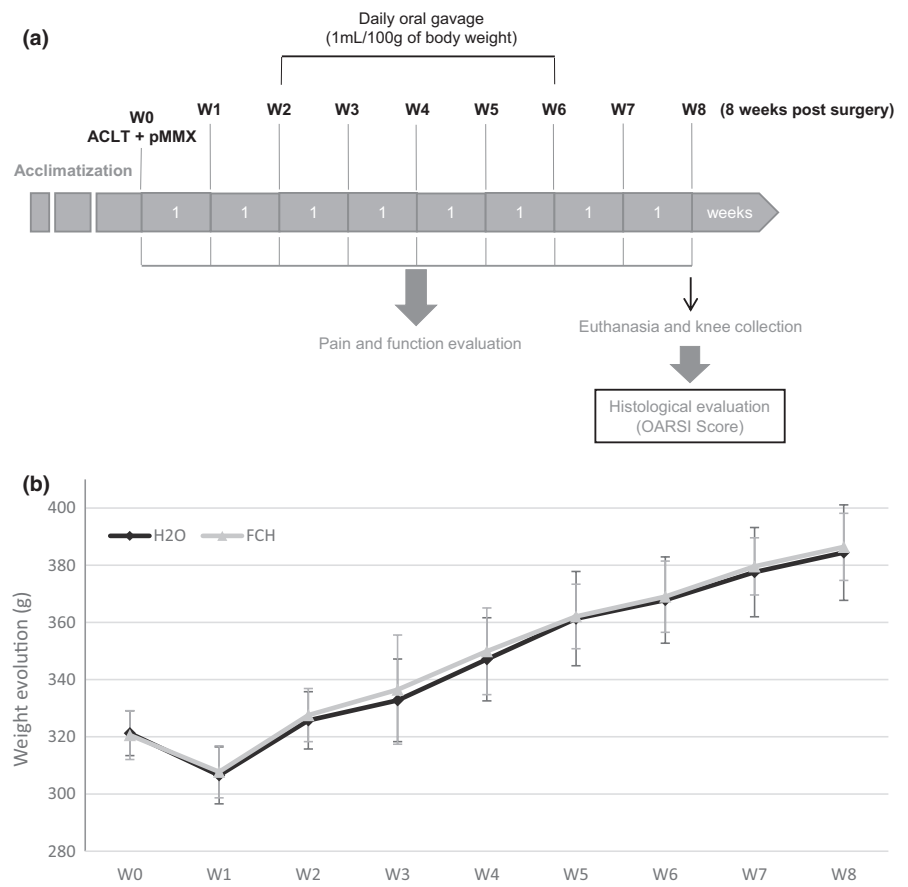 (a)
Daily oral gavage
(1mL/100g of body weight)
W0
ACLT + pMMX
W1
W2
W3
W4
W5
W6
W7
W8
(8 weeks post surgery)
Acclimatization
1
1
1
1
1
1
1
1
weeks
Pain and function evaluation
Euthanasia and knee collection
Histological evaluation
(OARSI Score)
(b)
Weight evolution (g)
400
380
360
340
320
300
280
H2O
FCH
W0
W1
W2
W3
W4
W5
W6
W7
W8